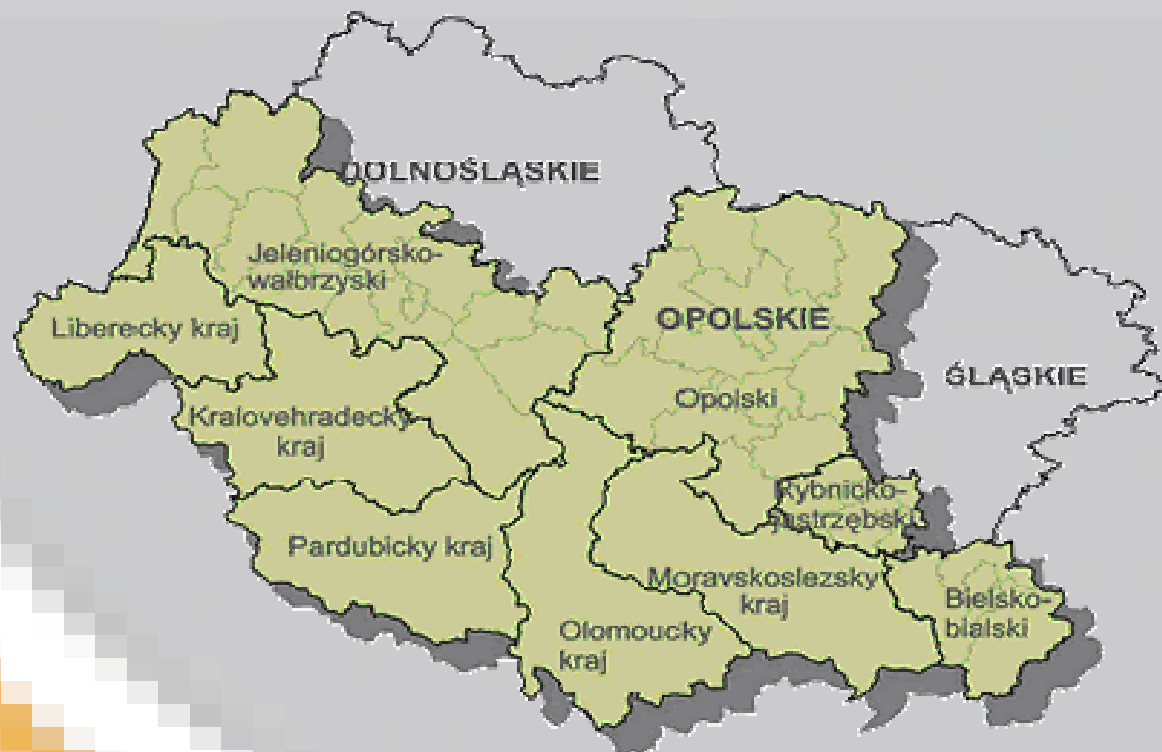 DOLNOŚLĄSKIE
Jeleniogórsko-
wałbrzyski
Liberecky kraj
OPOLSKIE
ŚLĄSKIE
Opolski
Kralovehradecky
kraj
Rybnicko-
jastrzębski
Pardubicky kraj
Moravskoslezsky
kraj
Bielsko-
bialski
Olomoucky
kraj